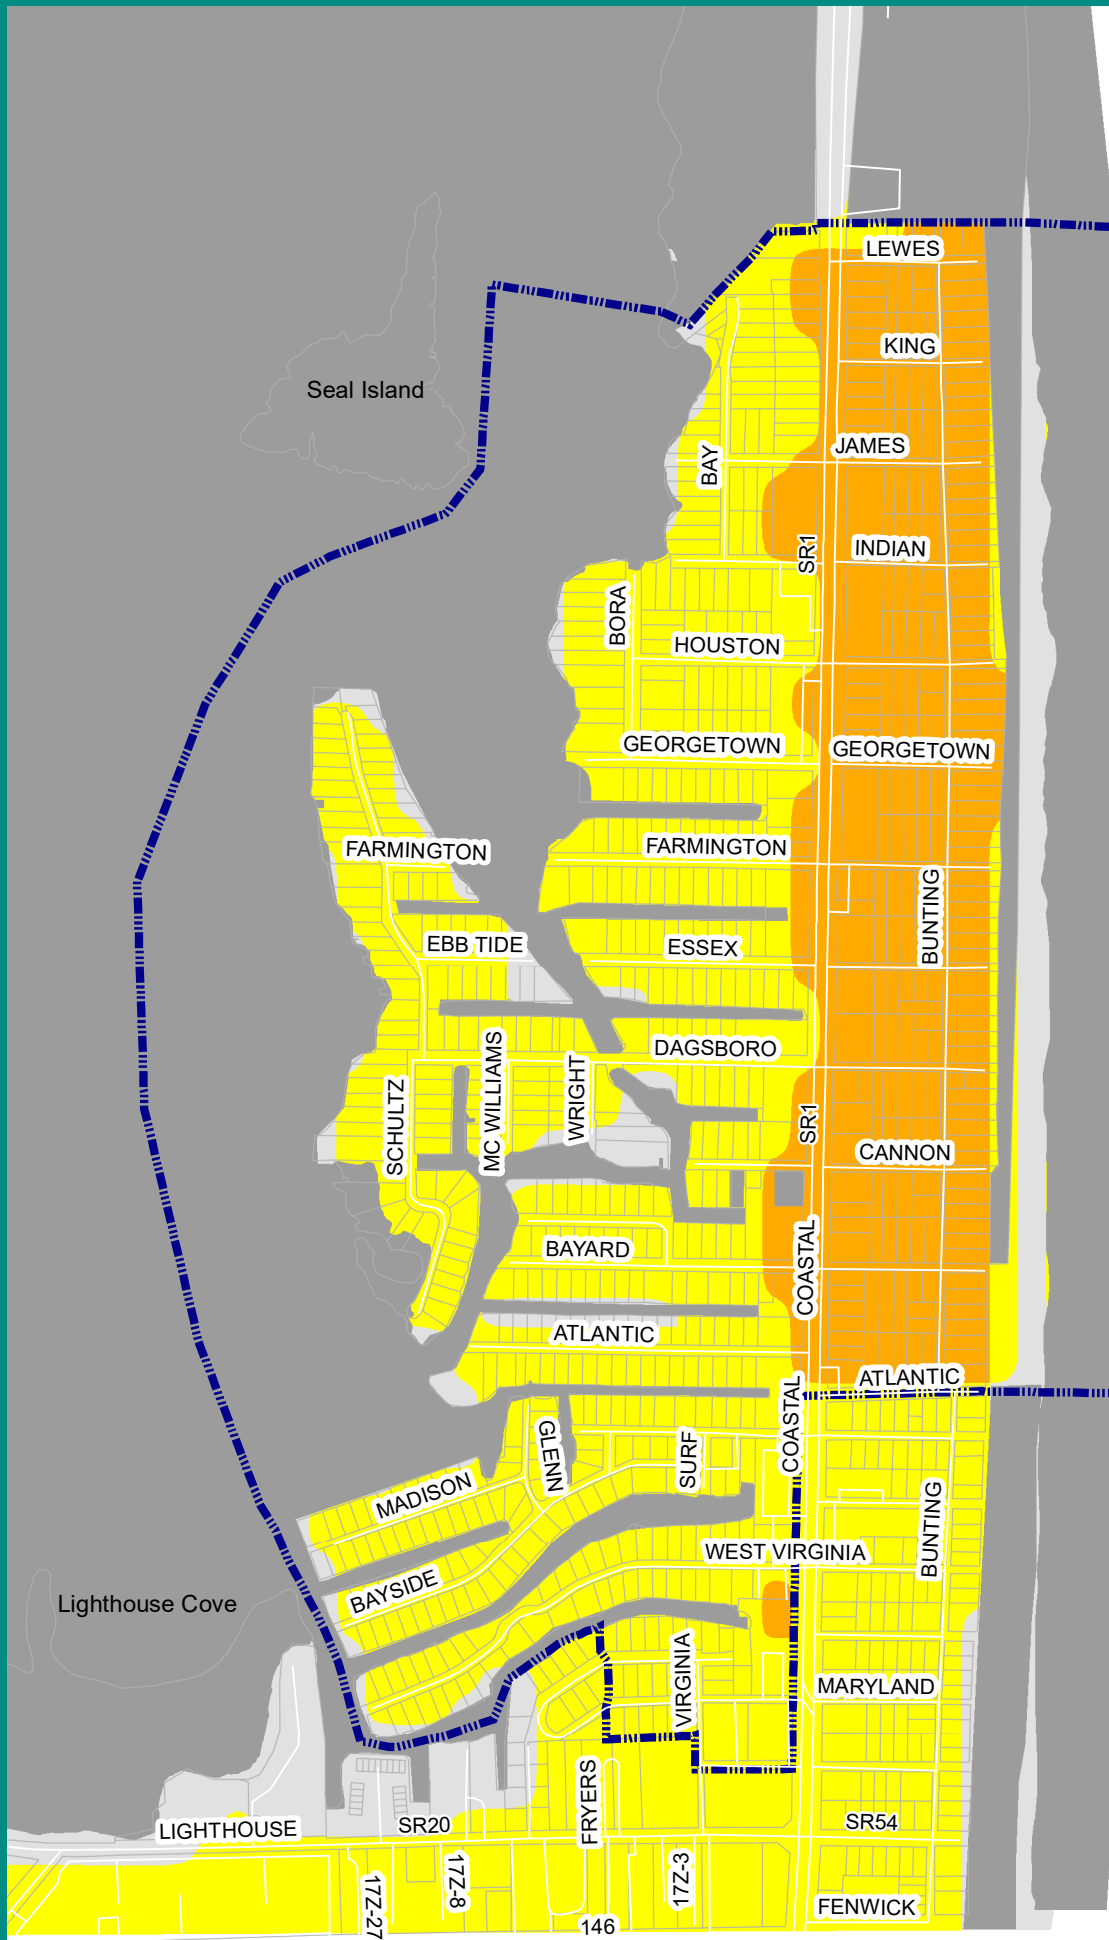 LEWES
KING
Seal Island
JAMES
BAY
SR1
INDIAN
BORA
HOUSTON
GEORGETOWN
GEORGETOWN
FARMINGTON
FARMINGTON
BUNTING
EBB TIDE
ESSEX
DAGSBORO
MC WILLIAMS
WRIGHT
SCHULTZ
SR1
CANNON
BAYARD
COASTAL
ATLANTIC
ATLANTIC
COASTAL
GLENN
SURF
MADISON
BUNTING
WEST VIRGINIA
BAYSIDE
Lighthouse Cove
VIRGINIA
MARYLAND
FRYERS
LIGHTHOUSE
SR20
SR54
17Z-27
17Z-8
17Z-3
FENWICK
146